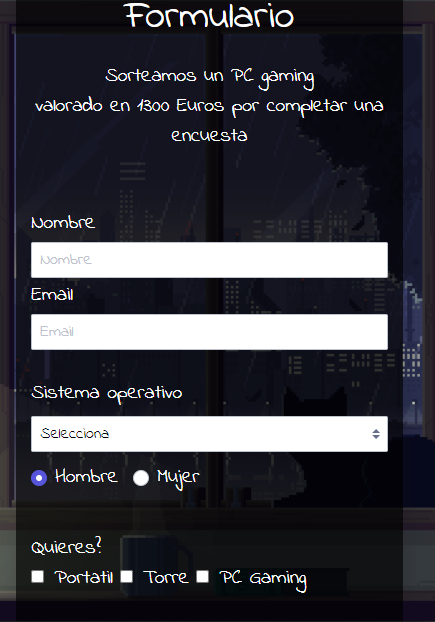 Formulario
Sorteamos un PC gaming
valorado en 1300 Euros por completar una
encuesta
Nombre
Nombre
Email
Email
Sistema operativo
Selecciona
Hombre Mujer
Quieres?
Portatil Torre PC Gaming